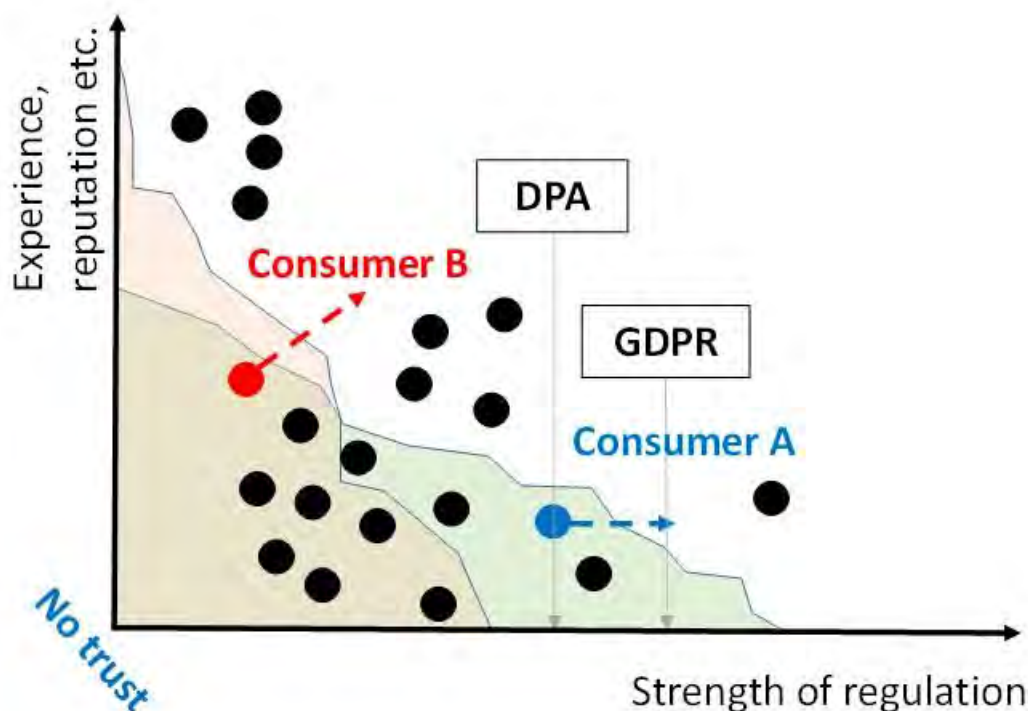 Experience,
reputation etc.
DPA
Consumer B
GDPR
Consumer A
No trust
Strength of regulation